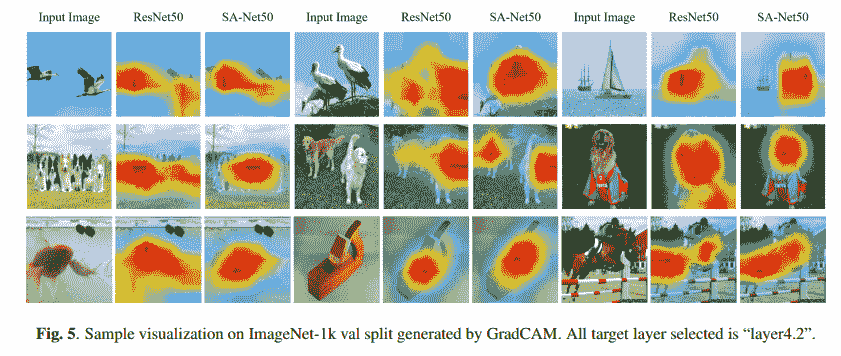 Input Image ResNet50 SA-Net50 Input Image ResNet50 SA-Net50 Input Image ResNet50 SA-Net50
Fig. 5. Sample visualization on ImageNet-1k val split generated by GradCAM. All target layer selected is “layer4.2”.